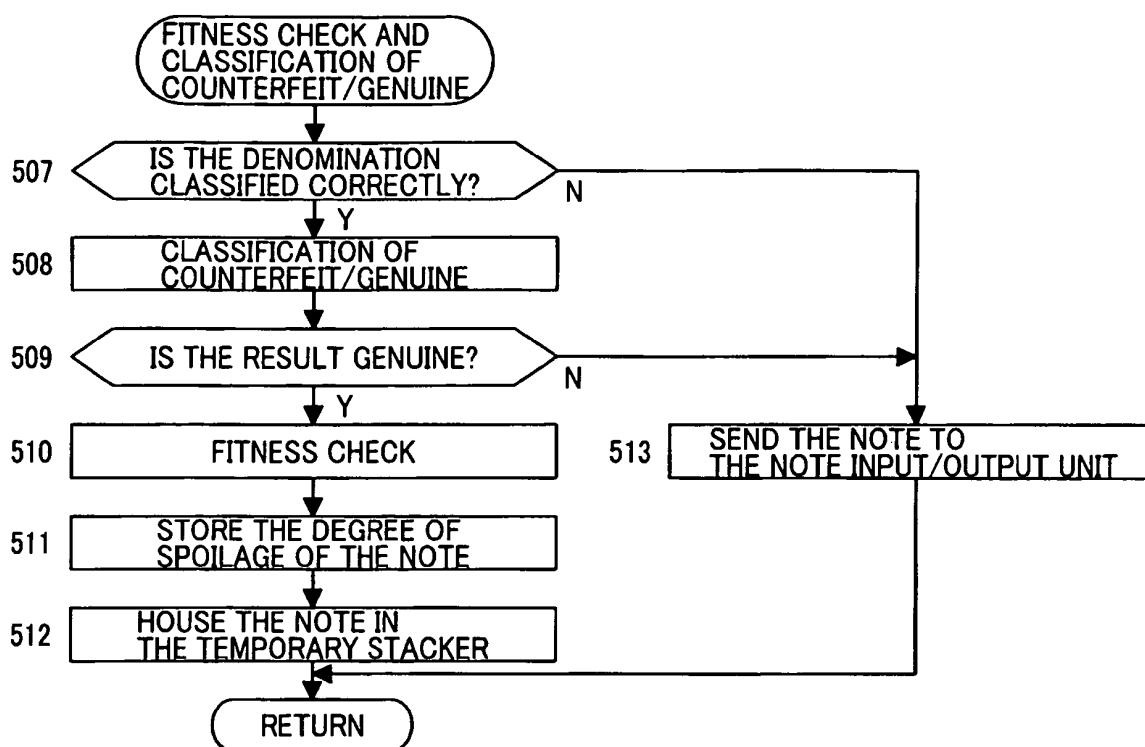 FITNESS CHECK AND
CLASSIFICATION OF
COUNTERFEIT/GENUINE
507
IS THE DENOMINATION
CLASSIFIED CORRECTLY?
N
Y
508
CLASSIFICATION OF
COUNTERFEIT/GENUINE
509
IS THE RESULT GENUINE?
N
Y
510
FITNESS CHECK
513
SEND THE NOTE TO
THE NOTE INPUT/OUTPUT UNIT
511
STORE THE DEGREE OF
SPOILAGE OF THE NOTE
512
HOUSE THE NOTE IN
THE TEMPORARY STACKER
RETURN